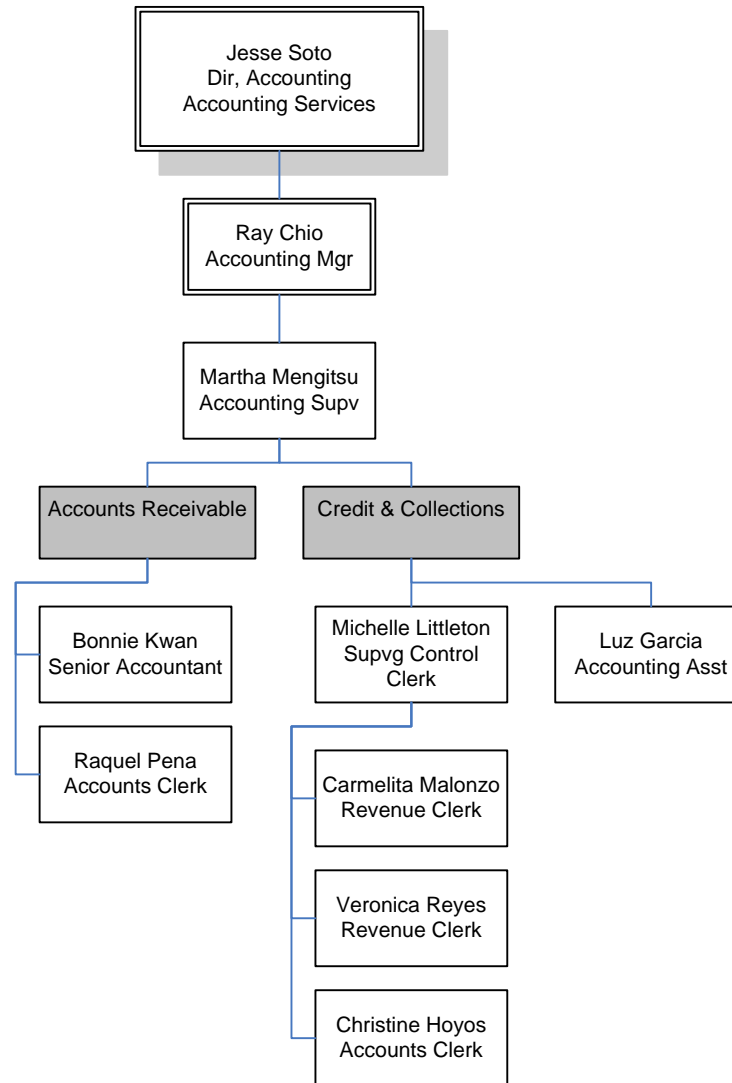 Jesse Soto
Dir, Accounting
Accounting Services
Ray Chio
Accounting Mgr
Martha Mengitsu
Accounting Supv
Accounts Receivable
Credit & Collections
Bonnie Kwan
Senior Accountant
Michelle Littleton
Supvg Control
Clerk
Luz Garcia
Accounting Asst
Raquel Pena
Accounts Clerk
Carmelita Malonzo
Revenue Clerk
Veronica Reyes
Revenue Clerk
Christine Hoyos
Accounts Clerk